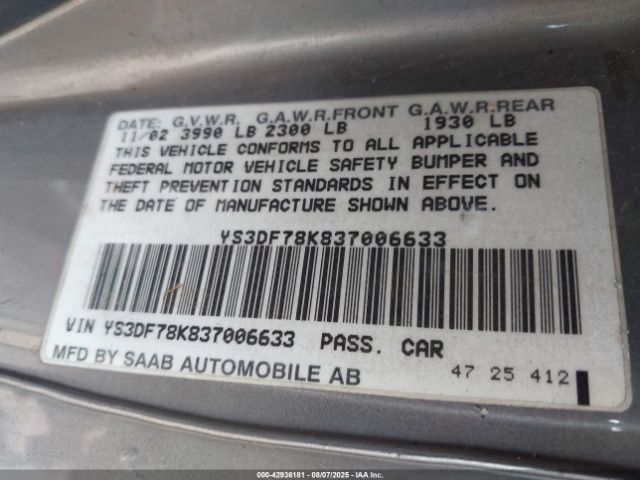 DATE: G.V.W.R. G.A.W.R.FRONT G.A.W.R.REAR
11/02 3990 LB 2300 LB 1930 LB
THIS VEHICLE CONFORMS TO ALL APPLICABLE
FEDERAL MOTOR VEHICLE SAFETY BUMPER AND
THEFT PREVENTION STANDARDS IN EFFECT ON
THE DATE OF MANUFACTURE SHOWN ABOVE.
YS3DF78K837006633
VIN YS3DF78K837006633 PASS. CAR
MFD BY SAAB AUTOMOBILE AB 47 25 412
000-42936181 - 08/07/2025 - IAAI.COM